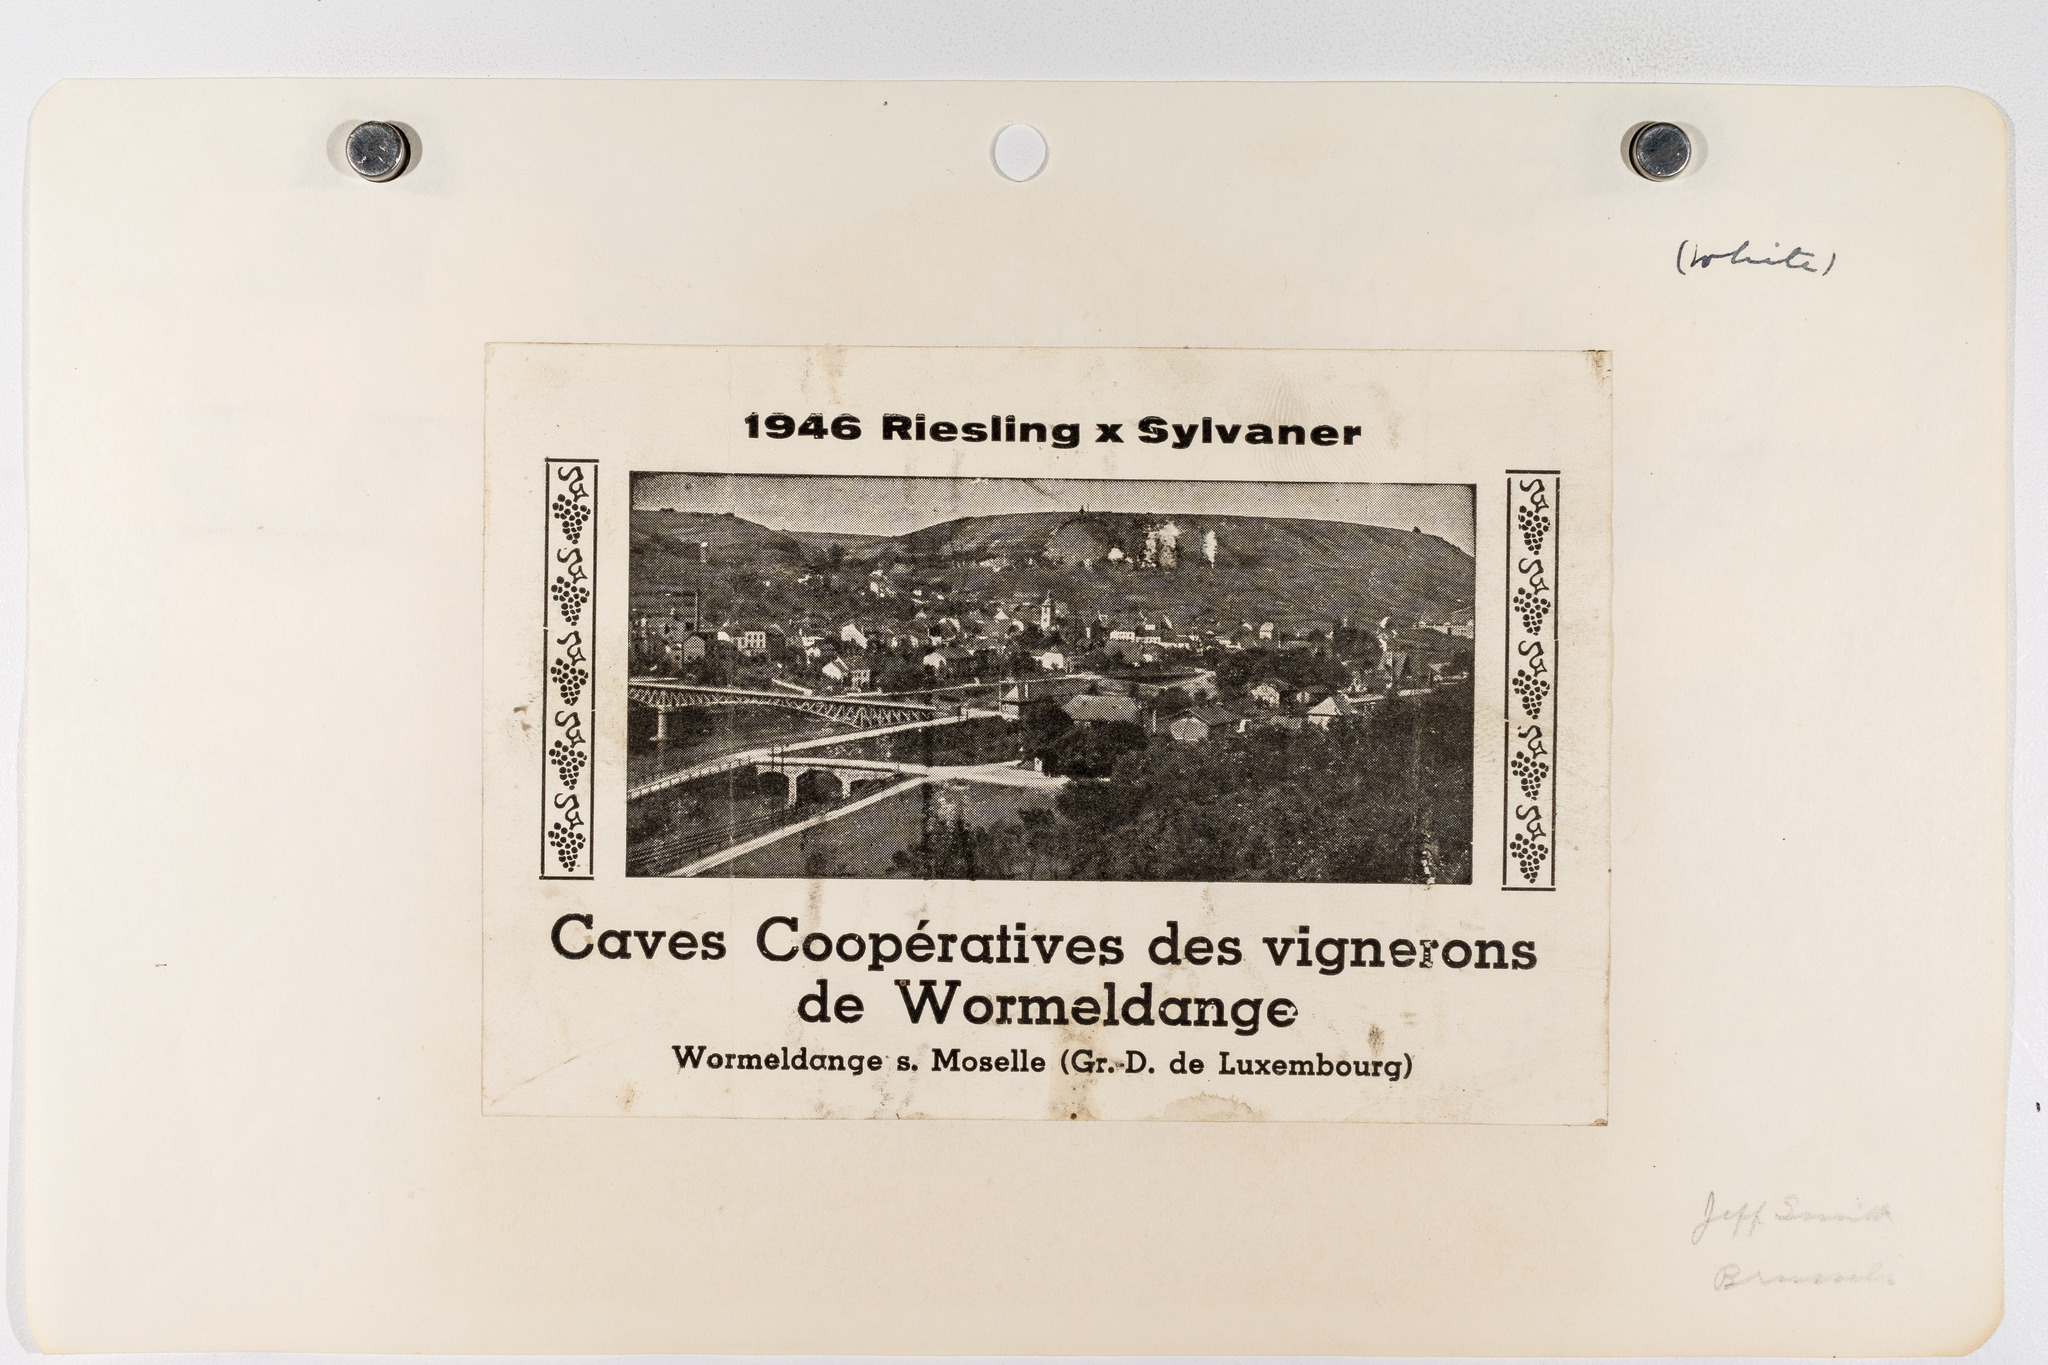 (White)
1946 Riesling x Sylvaner
Caves Coopératives des vignerons
de Wormeldange
Wormeldange s. Moselle (Gr.-D. de Luxembourg)
Jeff Smith
Brussels